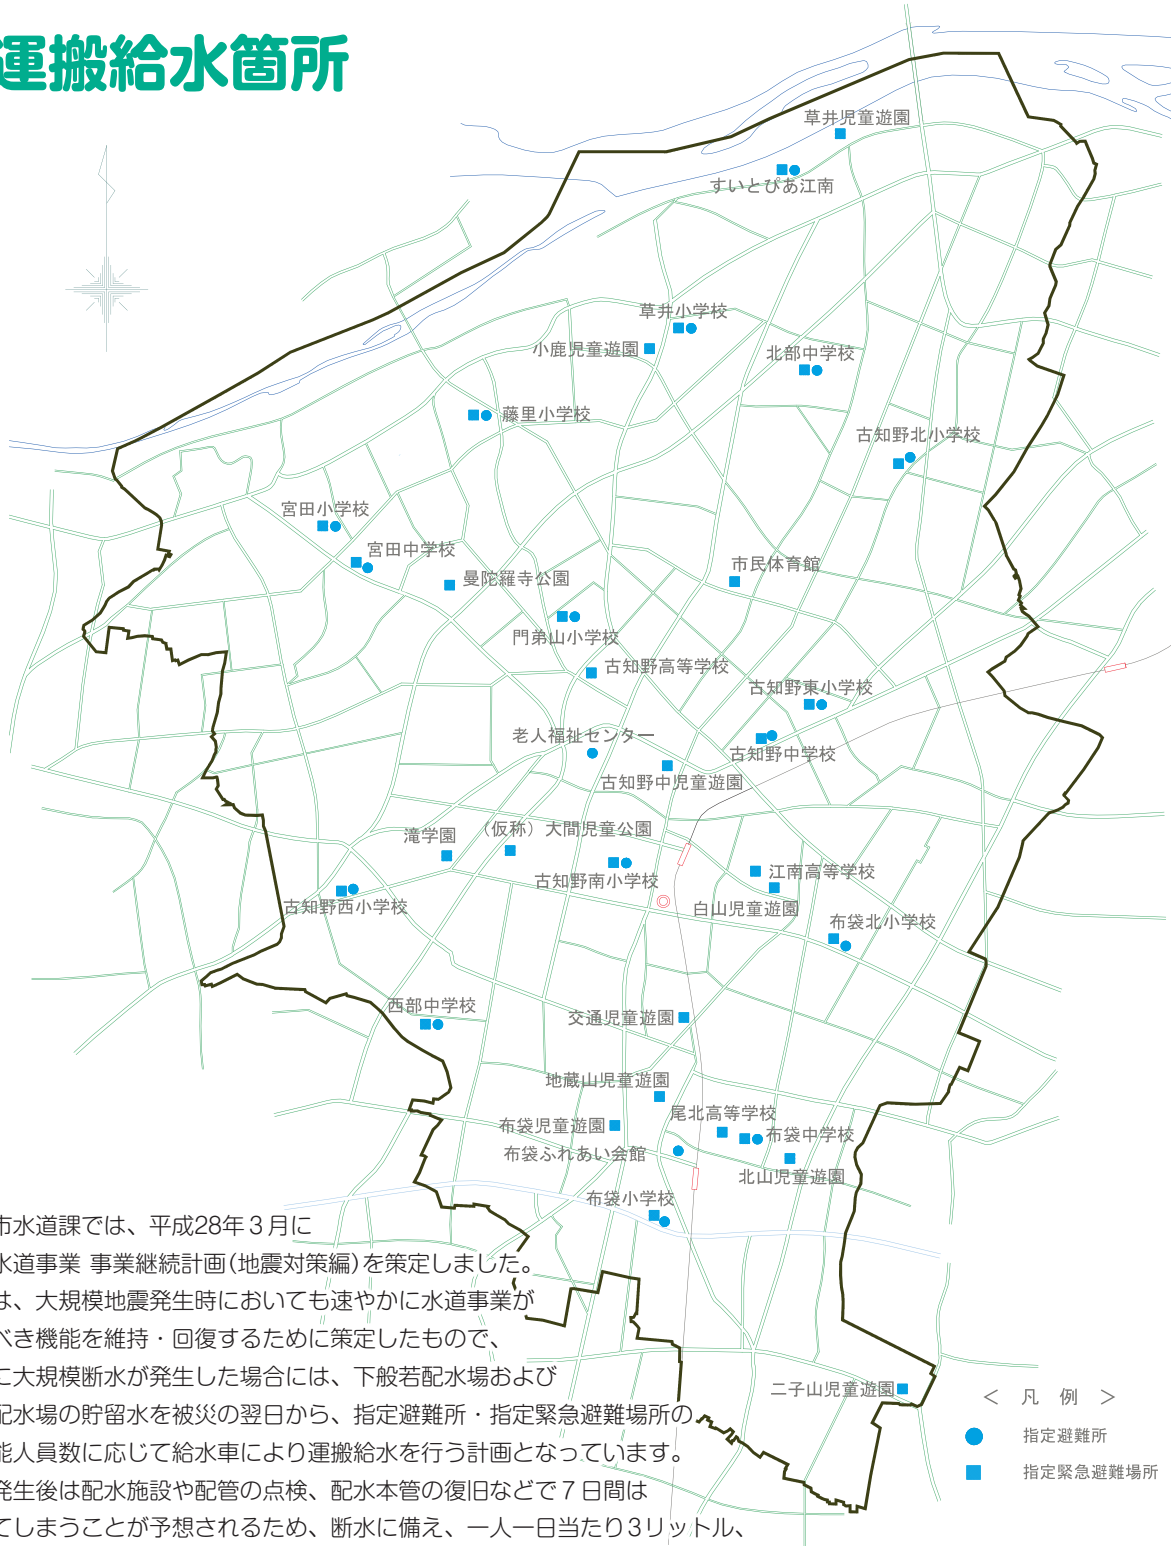 運搬給水箇所
草井児童遊園
すいとぴあ江南
草井小学校
小鹿児童遊園
北部中学校
藤里小学校
古知野北小学校
宮田小学校
宮田中学校
市民体育館
曼陀羅寺公園
門弟山小学校
古知野高等学校
古知野東小学校
老人福祉センター
古知野中学校
古知野中児童遊園
滝学園
(仮称)大間児童公園
江南高等学校
古知野南小学校
古知野西小学校
白山児童遊園
布袋北小学校
西部中学校
交通児童遊園
地蔵山児童遊園
尾北高等学校
布袋児童遊園
布袋中学校
布袋ふれあい会館
北山児童遊園
布袋小学校
二子山児童遊園
市水道課では、平成28年3月に
水道事業 事業継続計画(地震対策編)を策定しました。
は、大規模地震発生時においても速やかに水道事業が
べき機能を維持・回復するために策定したもので、
に大規模断水が発生した場合には、下般若配水場および
配水場の貯留水を被災の翌日から、指定避難所・指定緊急避難場所の
能人員数に応じて給水車により運搬給水を行う計画となっています。
発生後は配水施設や配管の点検、配水本管の復旧などで7日間は
てしまうことが予想されるため、断水に備え、一人一日当たり3リットル、
＜ 凡 例 ＞
指定避難所
指定緊急避難場所